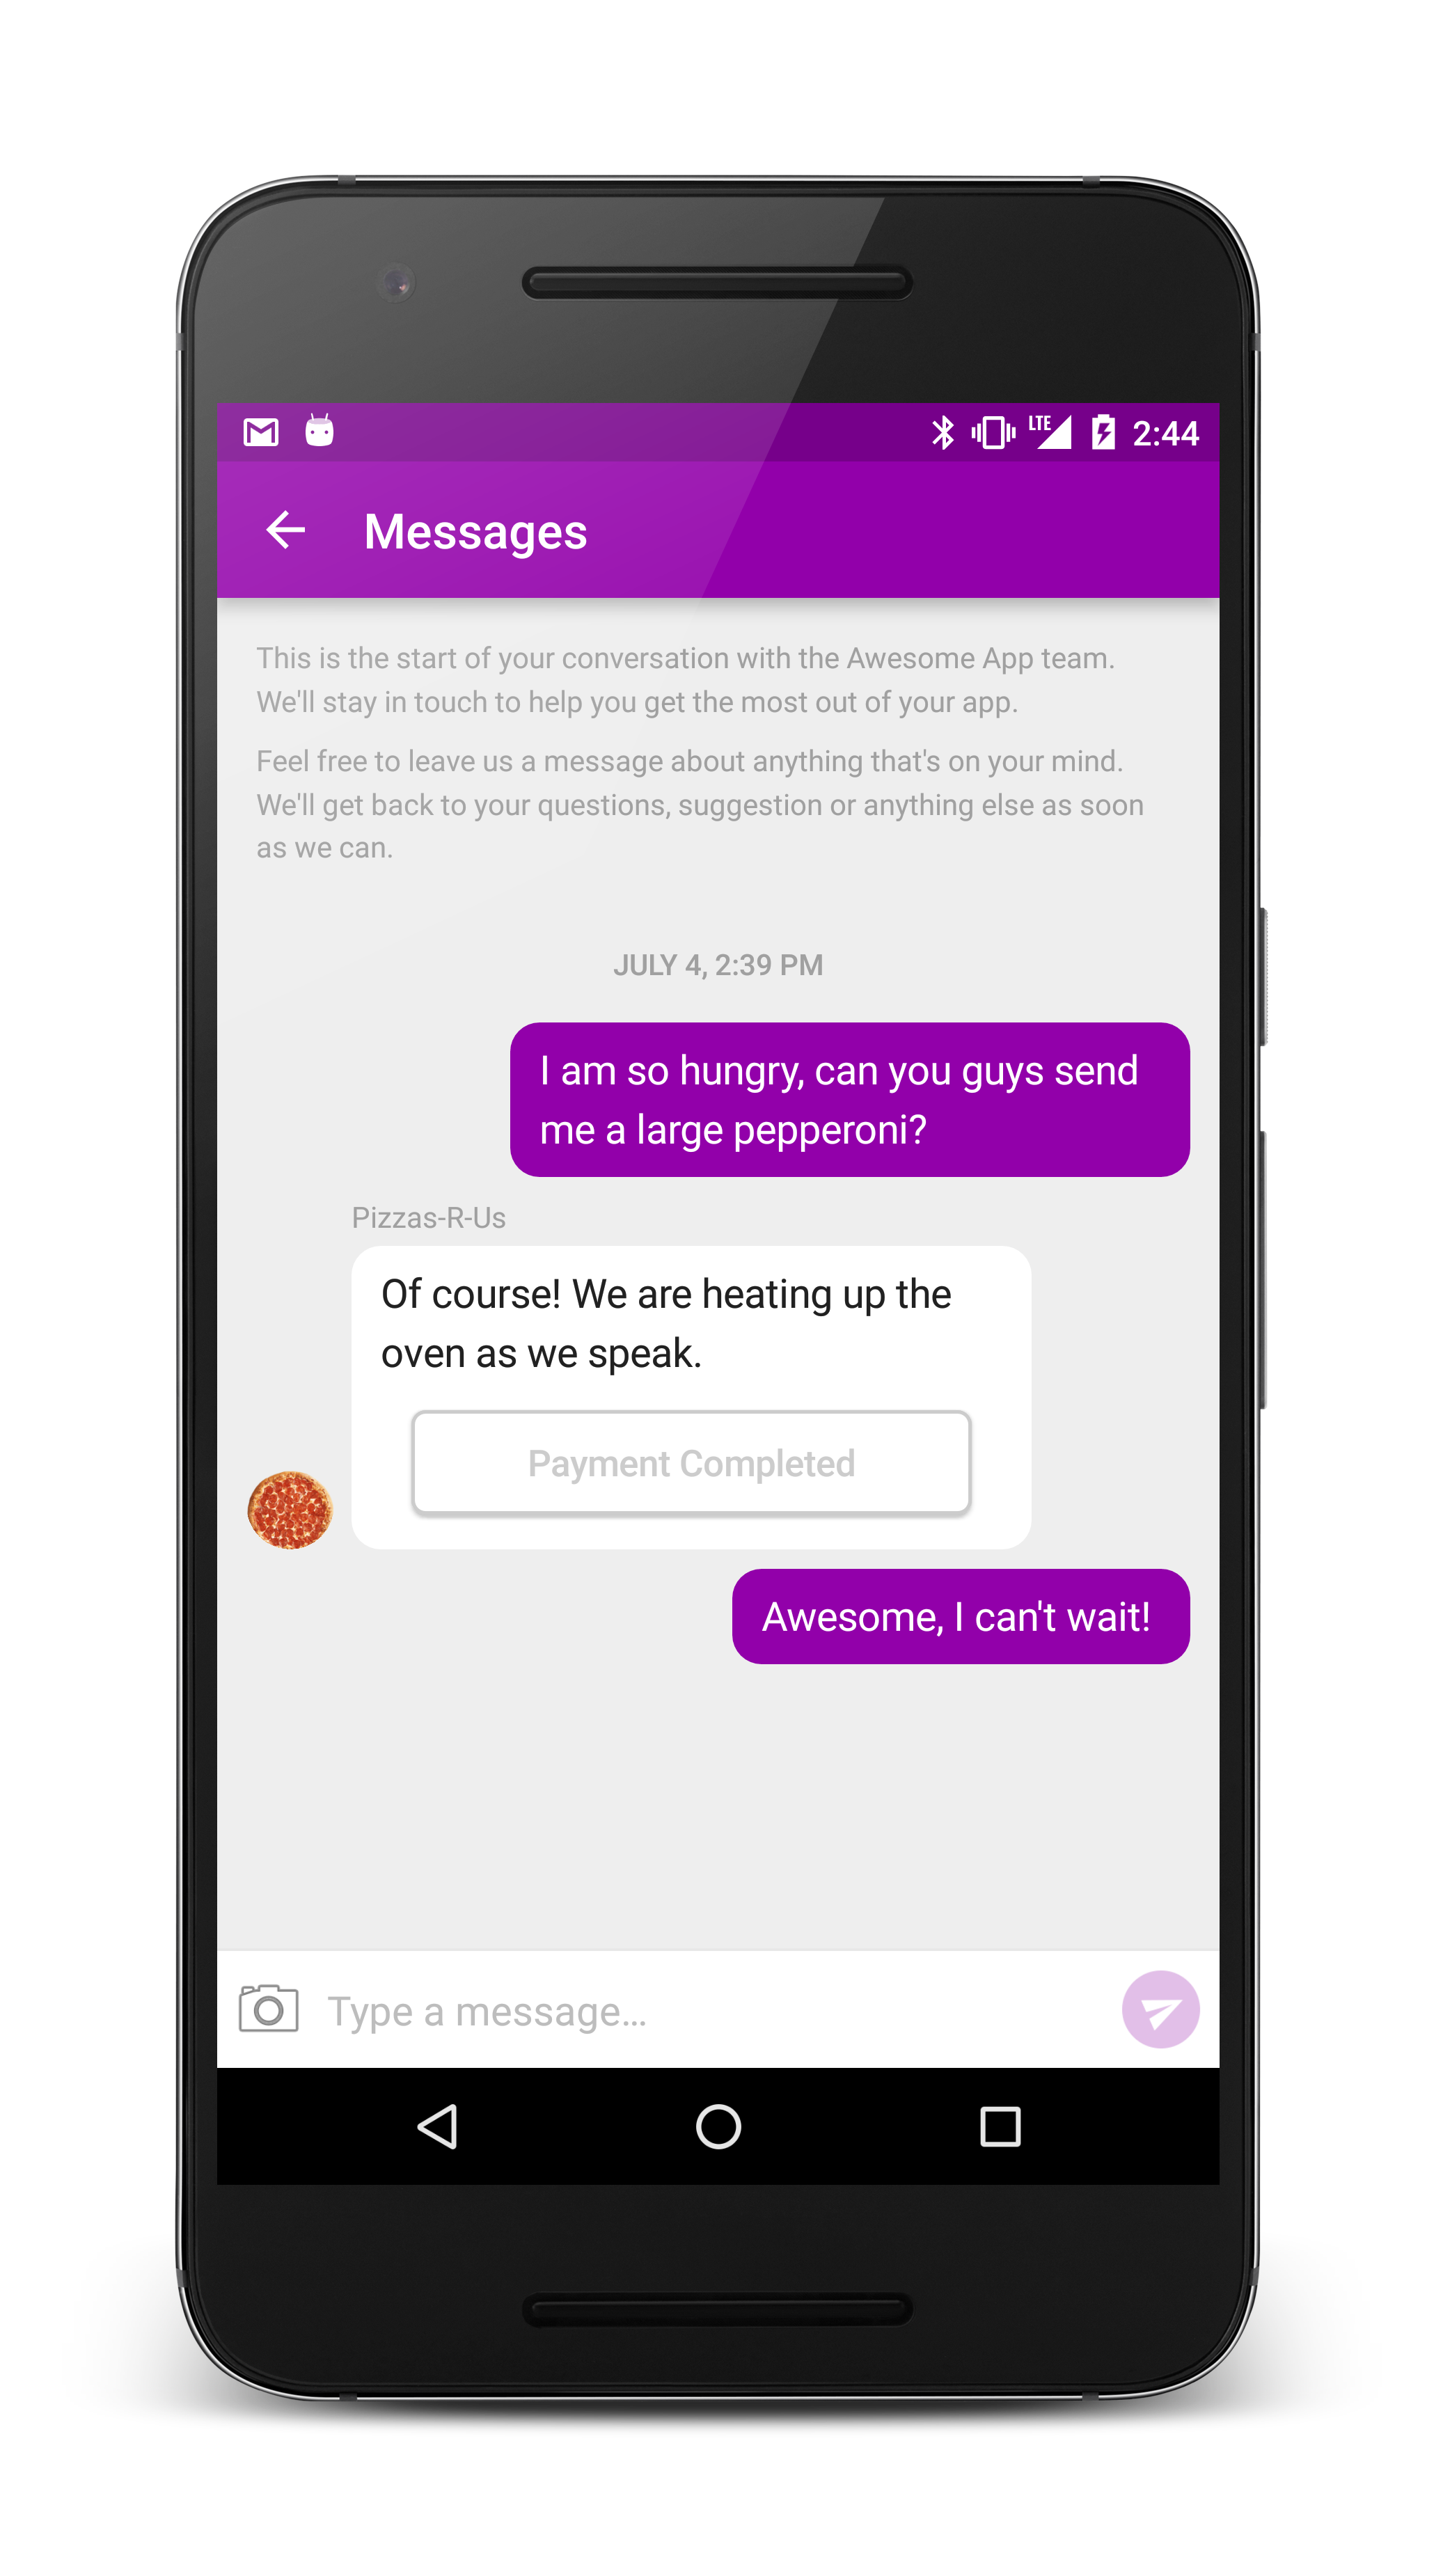 LTE 2:44
Messages
This is the start of your conversation with the Awesome App team.
We'll stay in touch to help you get the most out of your app.
Feel free to leave us a message about anything that's on your mind.
We'll get back to your questions, suggestion or anything else as soon
as we can.
JULY 4, 2:39 PM
I am so hungry, can you guys send
me a large pepperoni?
Pizzas-R-Us
Of course! We are heating up the
oven as we speak.
Payment Completed
Awesome, I can't wait!
Type a message...